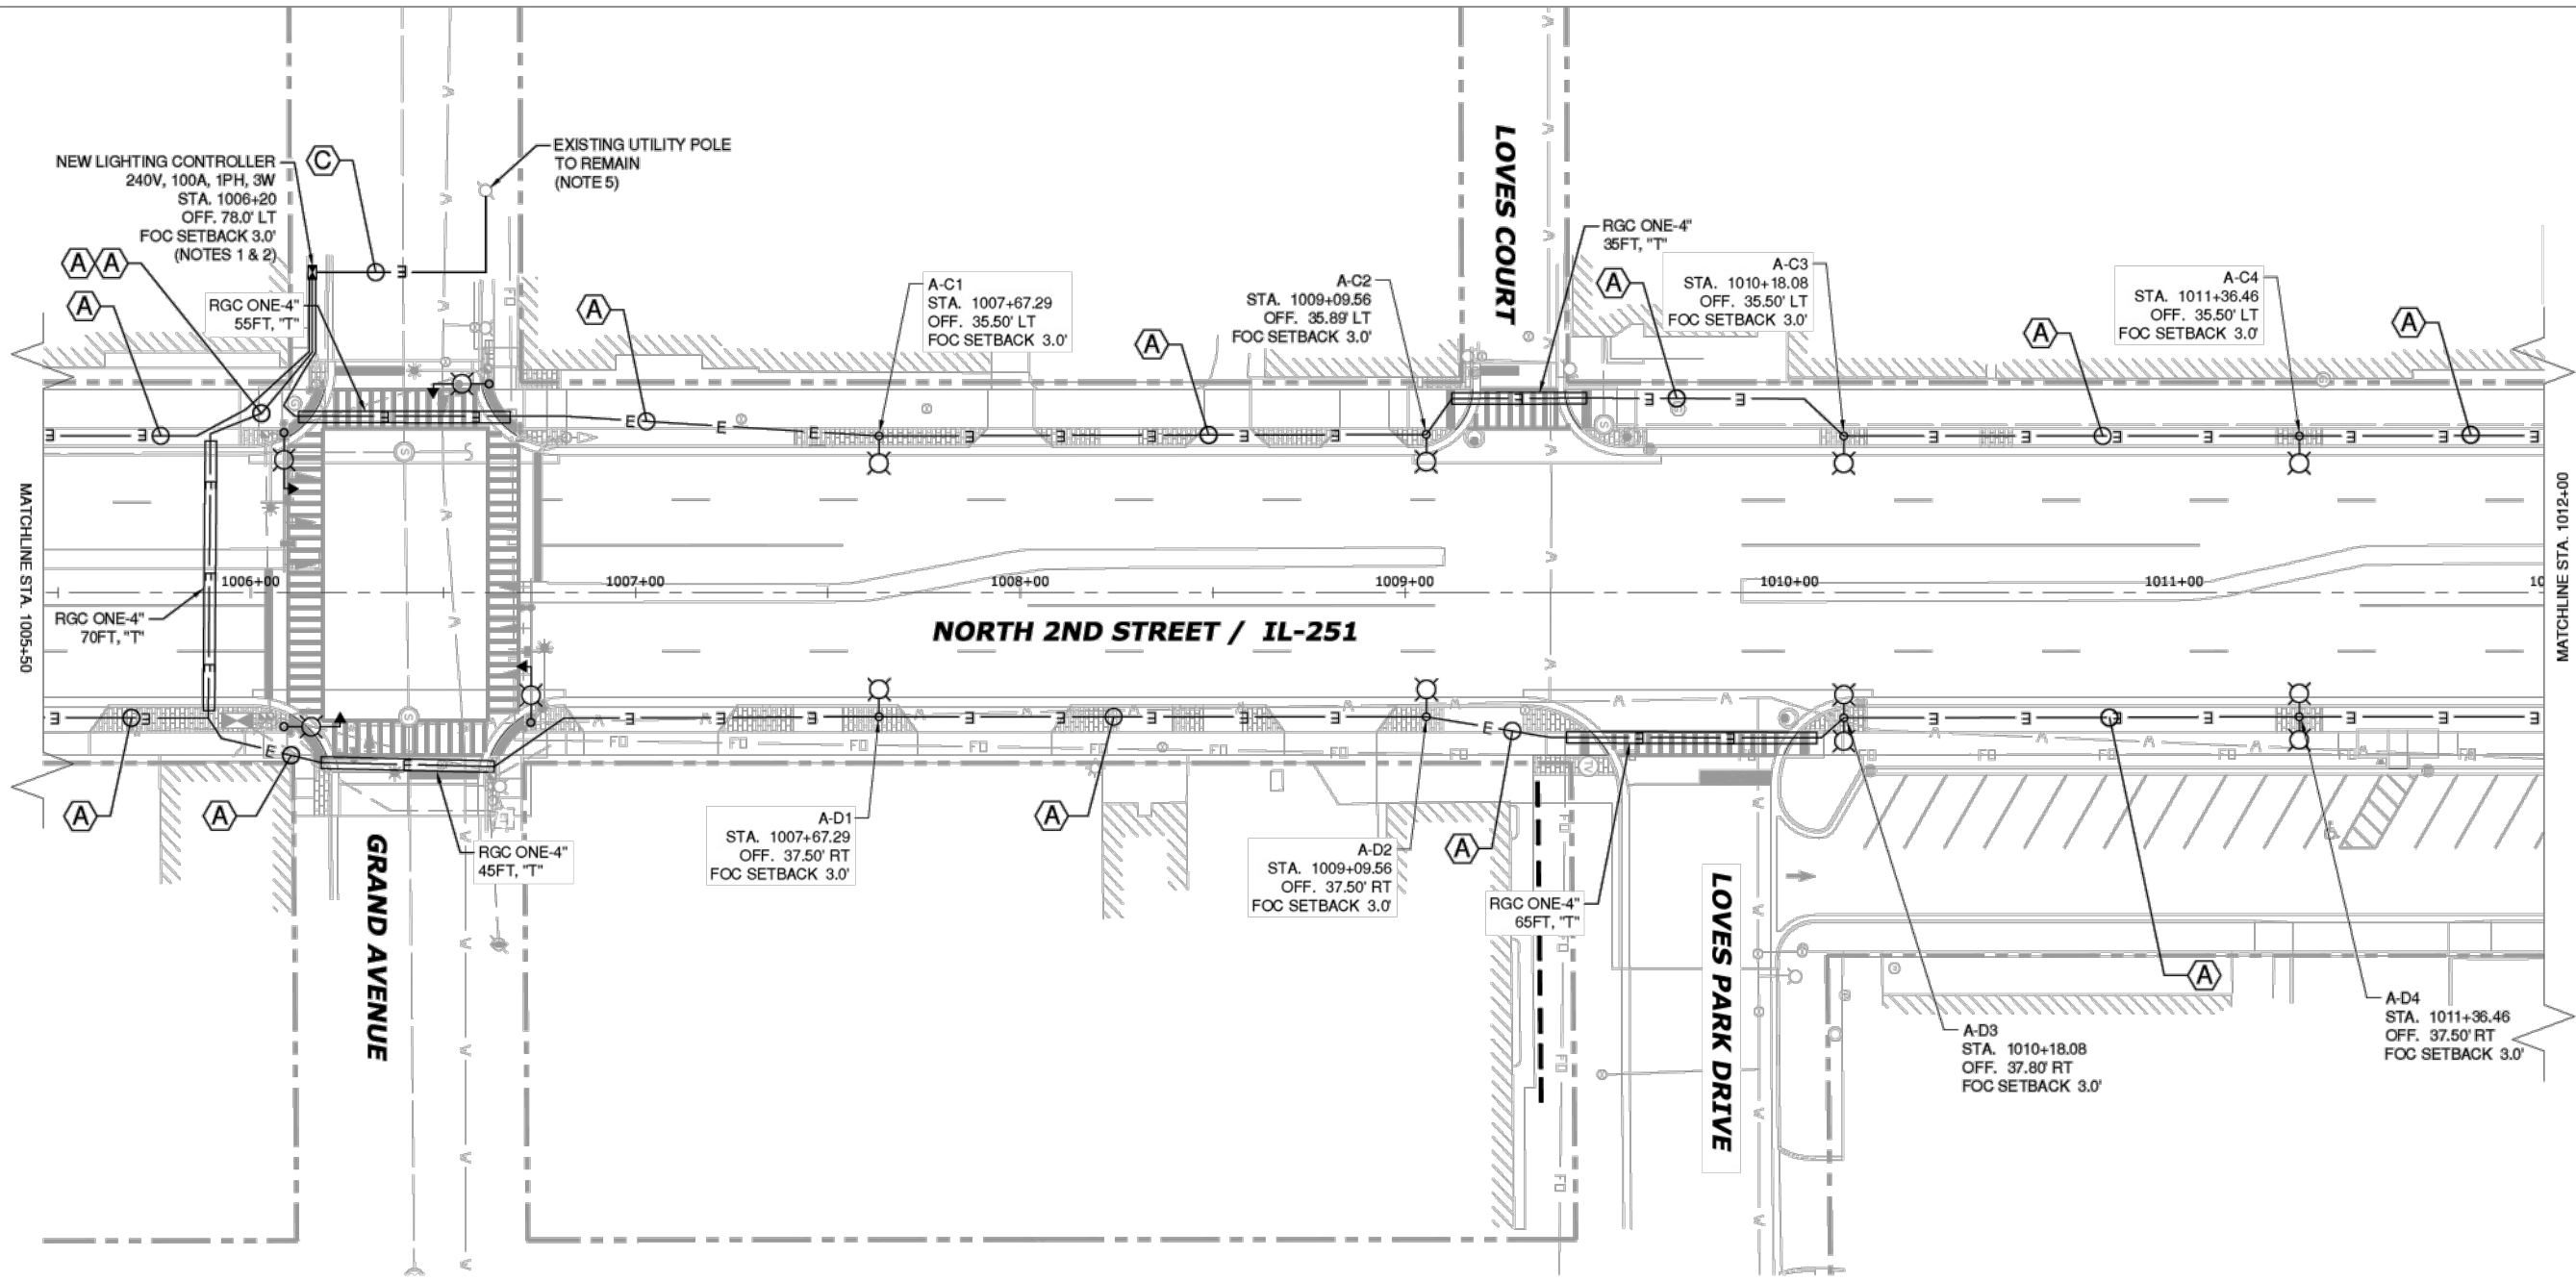 NEW LIGHTING CONTROLLER
240V, 100A, 1PH, 3W
STA. 1006+20
OFF. 78.0' LT
FOC SETBACK 3.0'
(NOTES 1 & 2)
C
EXISTING UTILITY POLE
TO REMAIN
(NOTE 5)
A A
A
RGC ONE-4"
55FT, "T"
A
A-C1
STA. 1007+67.29
OFF. 35.50' LT
FOC SETBACK 3.0'
A
A-C2
STA. 1009+09.56
OFF. 35.89' LT
FOC SETBACK 3.0'
LOVES COURT
RGC ONE-4"
35FT, "T"
A
A-C3
STA. 1010+18.08
OFF. 35.50' LT
FOC SETBACK 3.0'
A
A-C4
STA. 1011+36.46
OFF. 35.50' LT
FOC SETBACK 3.0'
A
MATCHLINE STA. 1005+50
1006+00
1007+00
1008+00
1009+00
1010+00
1011+00
10
MATCHLINE STA. 1012+00
RGC ONE-4"
70FT, "T"
NORTH 2ND STREET / IL-251
A
A
GRAND AVENUE
RGC ONE-4"
45FT, "T"
A-D1
STA. 1007+67.29
OFF. 37.50' RT
FOC SETBACK 3.0'
A
A-D2
STA. 1009+09.56
OFF. 37.50' RT
FOC SETBACK 3.0'
A
RGC ONE-4"
65FT, "T"
LOVES PARK DRIVE
A-D3
STA. 1010+18.08
OFF. 37.80' RT
FOC SETBACK 3.0'
A
A-D4
STA. 1011+36.46
OFF. 37.50' RT
FOC SETBACK 3.0'